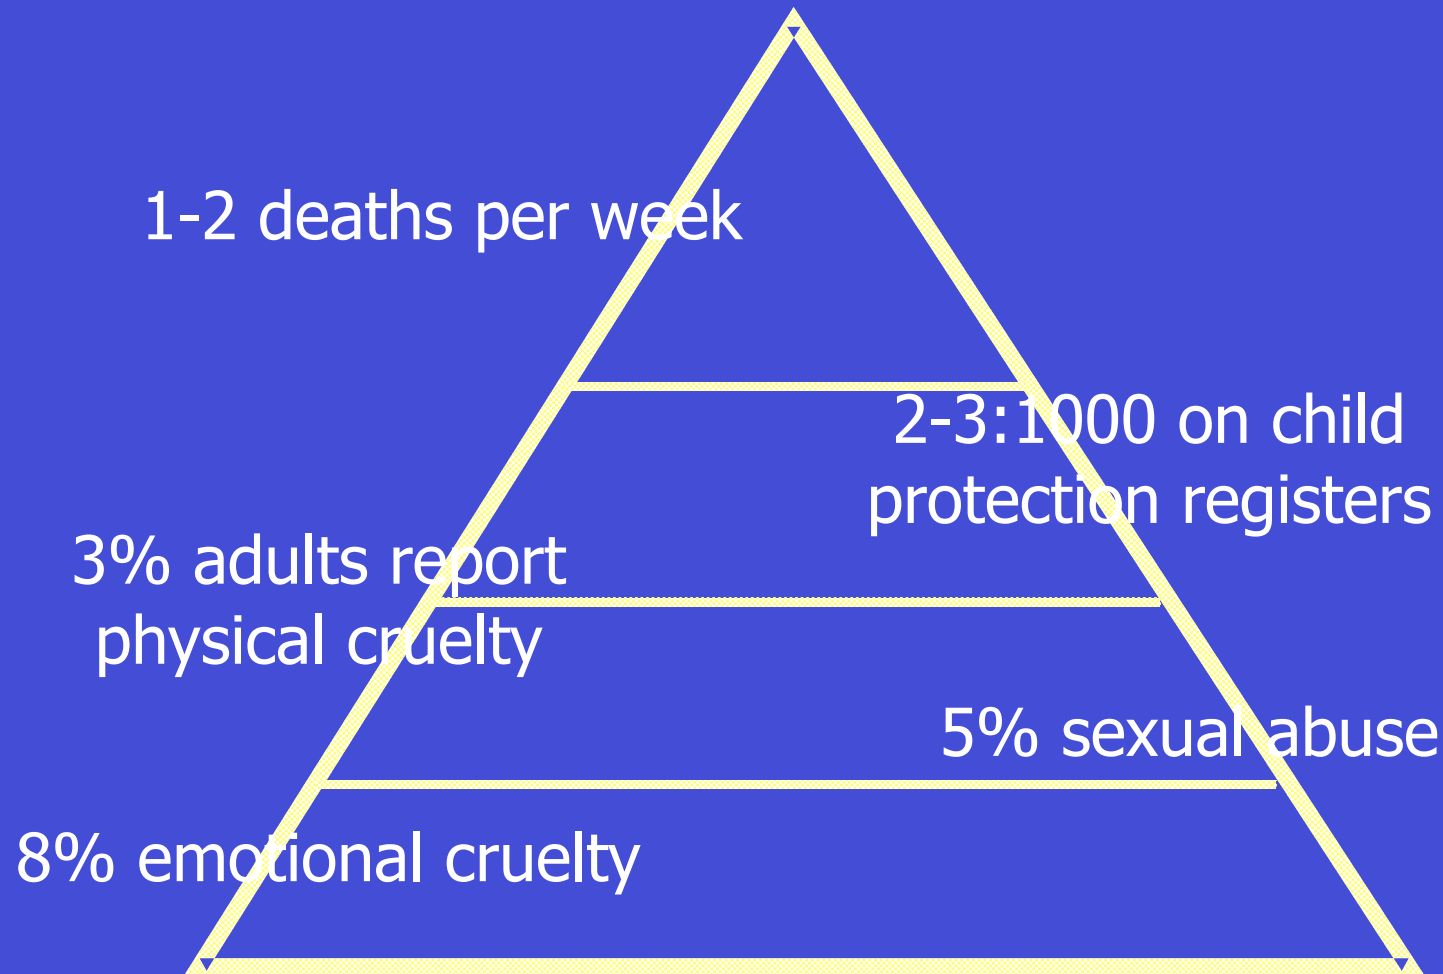 1-2 deaths per week
2-3:1000 on child
protection registers
3% adults report
physical cruelty
5% sexual abuse
8% emotional cruelty